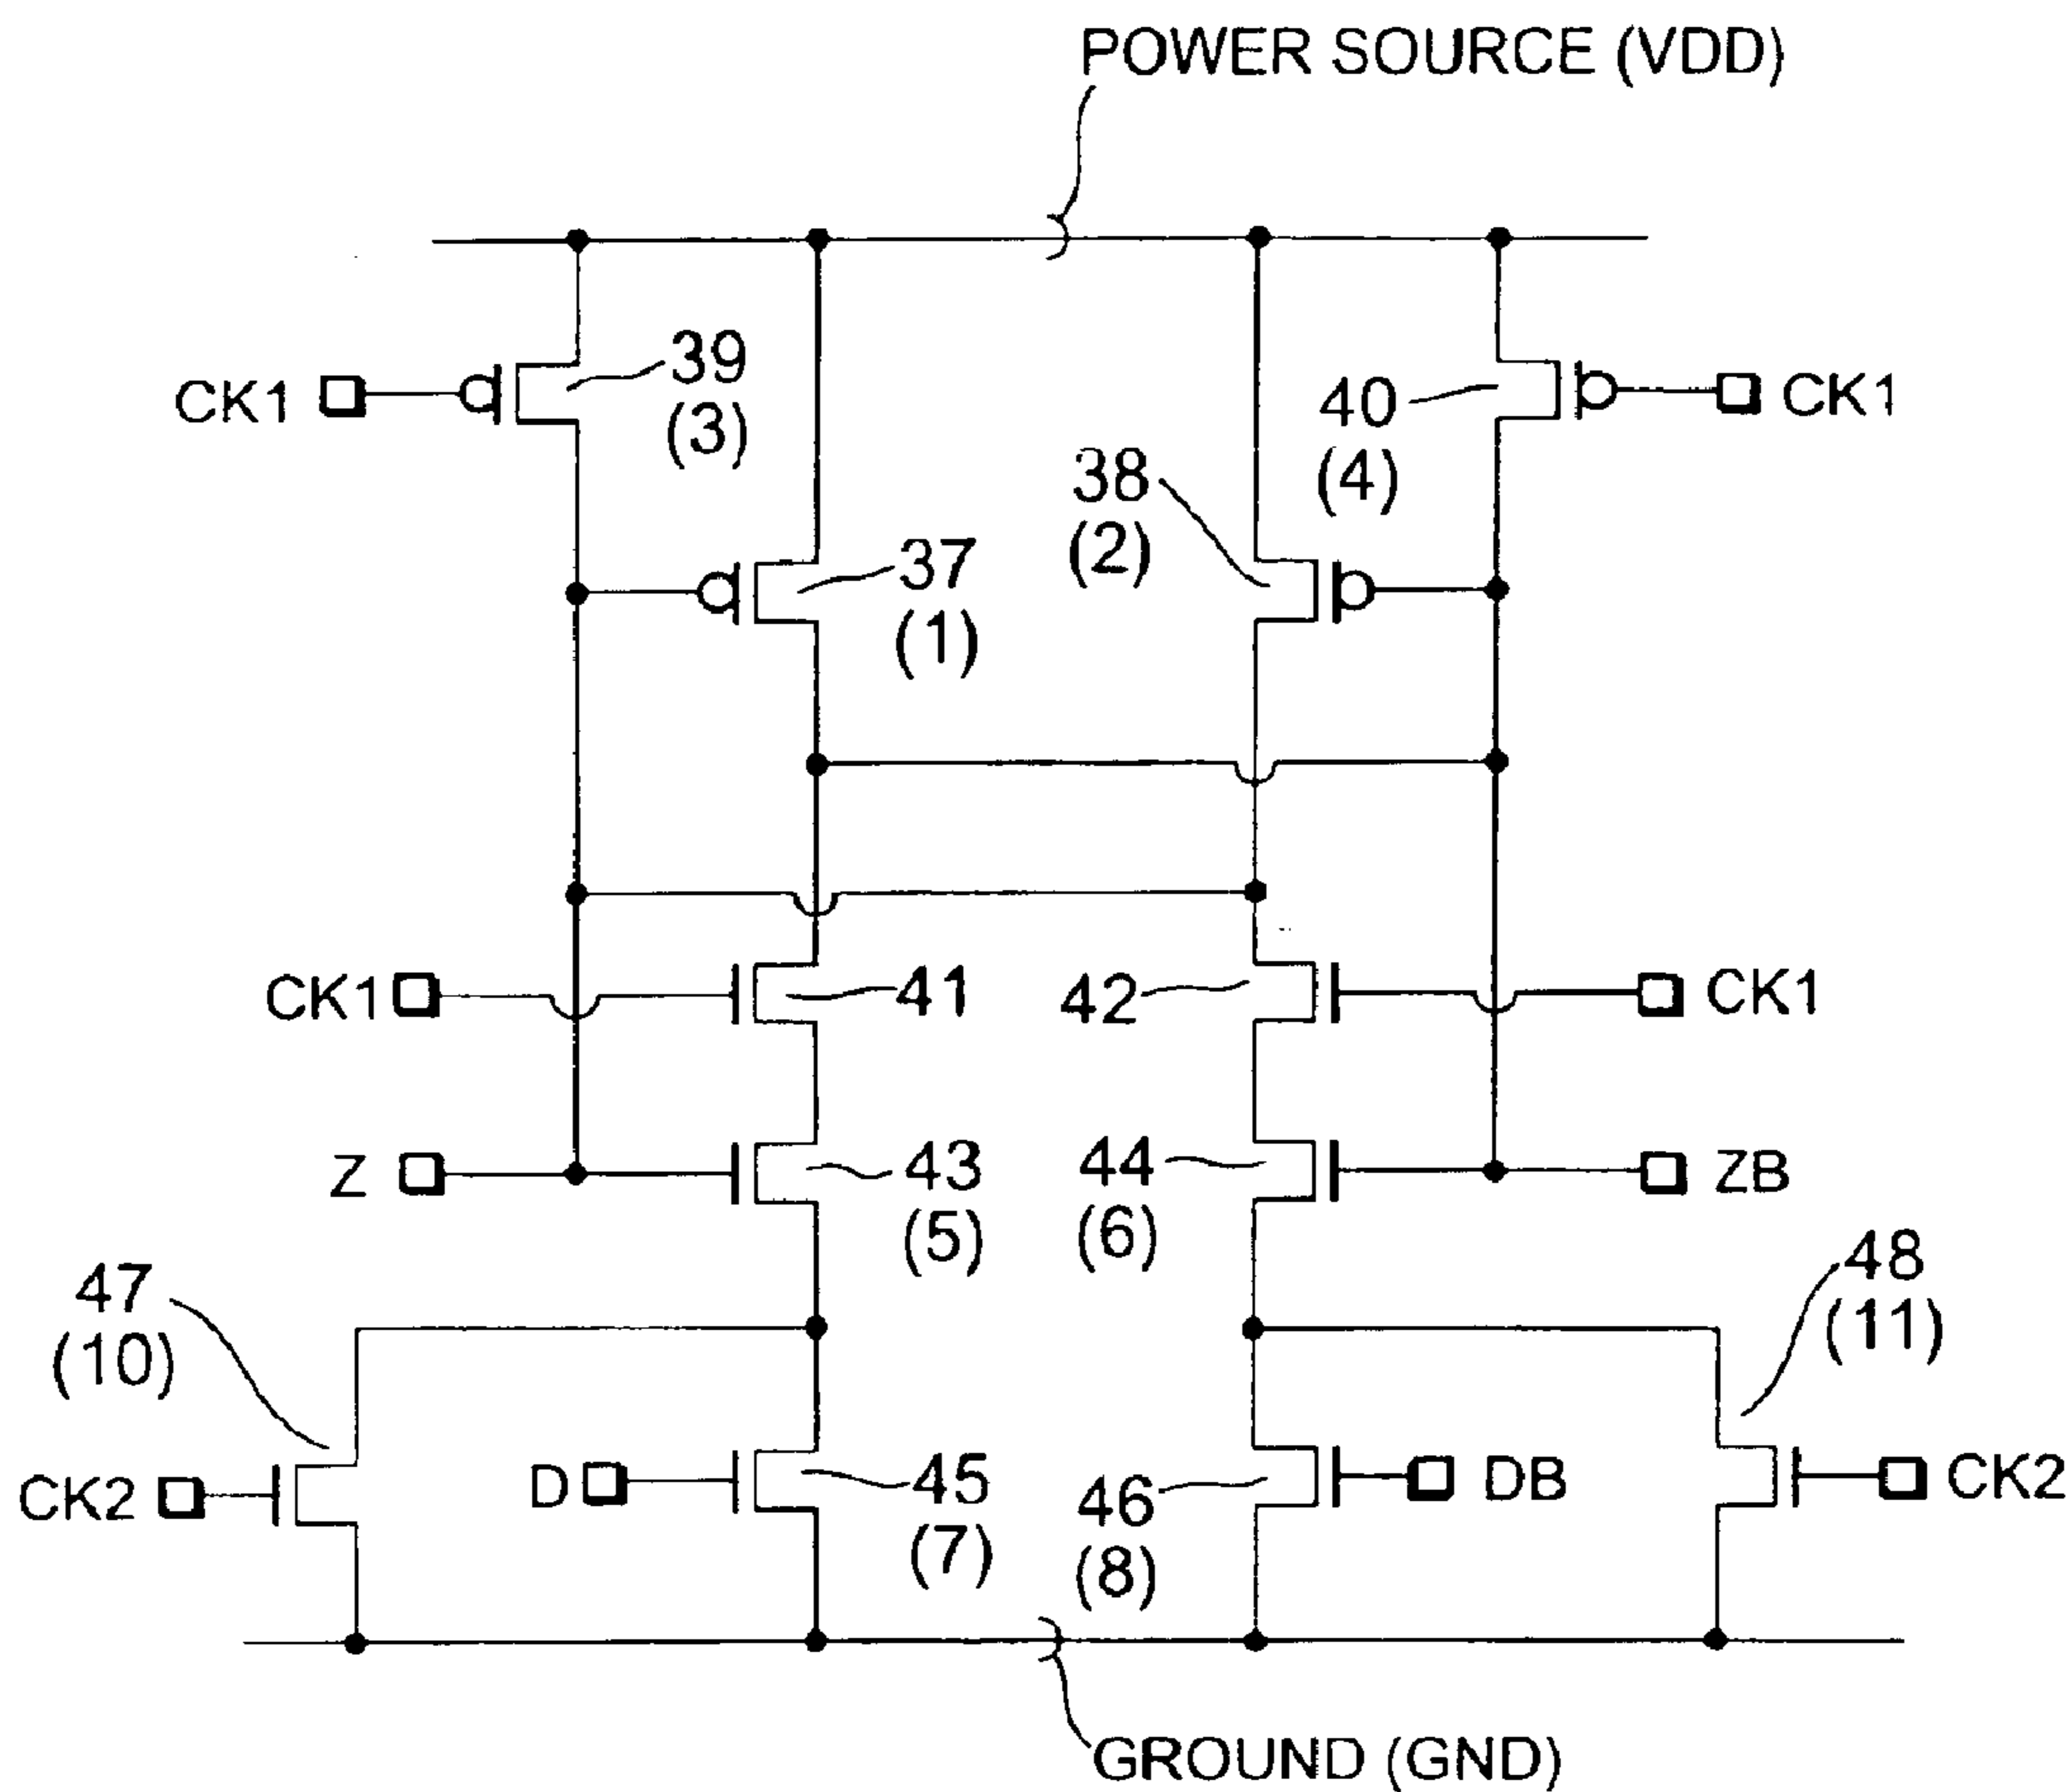 POWER SOURCE (VDD)
CK1
39
(3)
40
(4)
CK1
38
(2)
37
(1)
CK1
41
42
CK1
Z
43
(5)
44
(6)
ZB
47
(10)
48
(11)
CK2
D
45
(7)
46
(8)
DB
CK2
GROUND (GND)